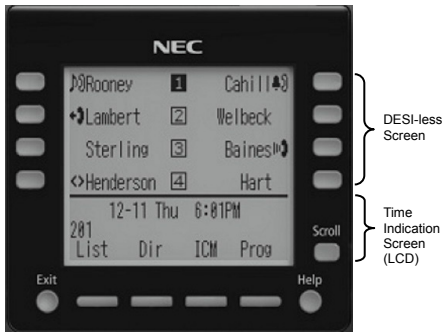 NEC
Rooney 1 Cahill
Lambert 2 Welbeck
Sterling 3 Baines
Henderson 4 Hart
12-11 Thu 6:01PM
201
List Dir ICM Prog
Exit
Scroll
Help
DESI-less
Screen
Time
Indication
Screen
(LCD)